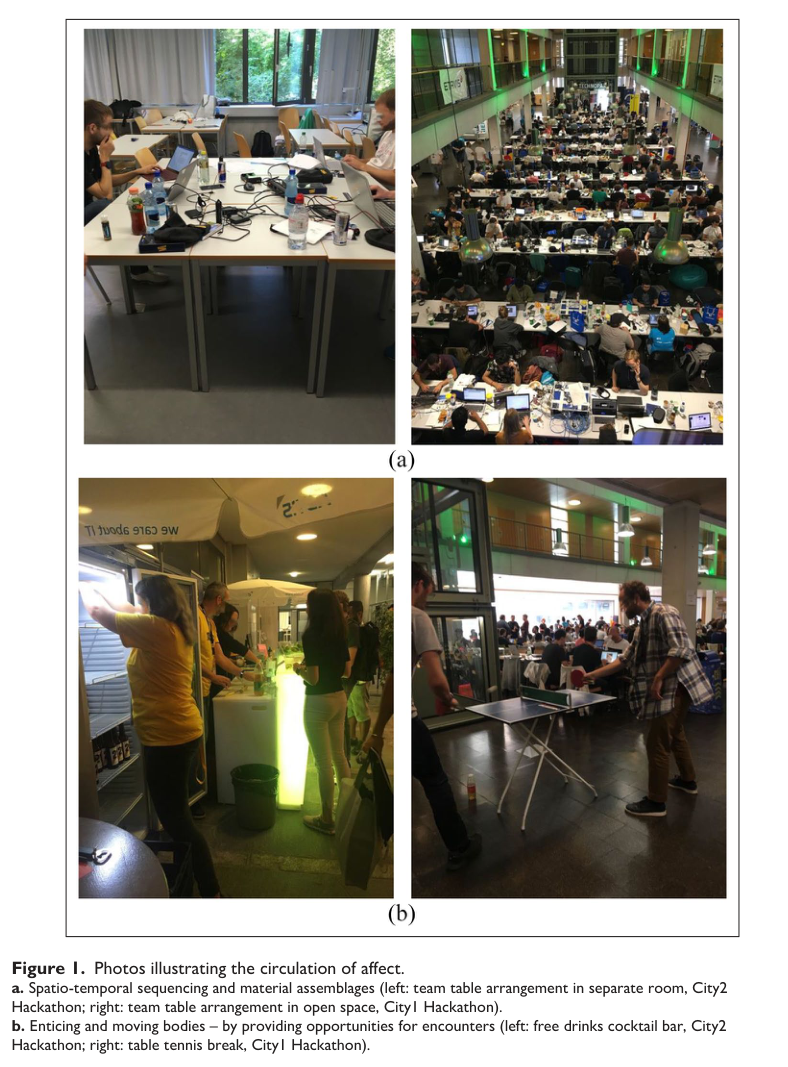 (a)
we care about IT
(b)
Figure 1. Photos illustrating the circulation of affect.
a. Spatio-temporal sequencing and material assemblages (left: team table arrangement in separate room, City2
Hackathon; right: team table arrangement in open space, City1 Hackathon).
b. Enticing and moving bodies – by providing opportunities for encounters (left: free drinks cocktail bar, City2
Hackathon; right: table tennis break, City1 Hackathon).